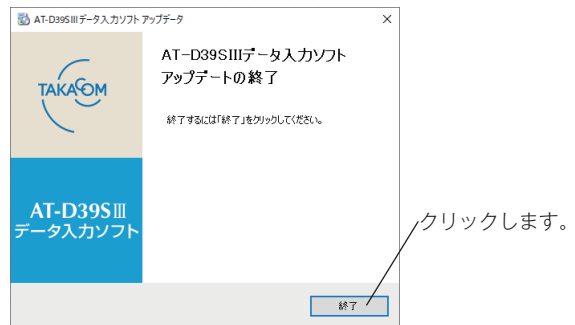 AT-D39SⅢデータ入力ソフト アップデータ
AT-D39SIIIデータ入力ソフト
アップデートの終了
TAKACOM
終了するには「終了」をクリックしてください。
AT-D39SⅢ
データ入力ソフト
クリックします。
終了